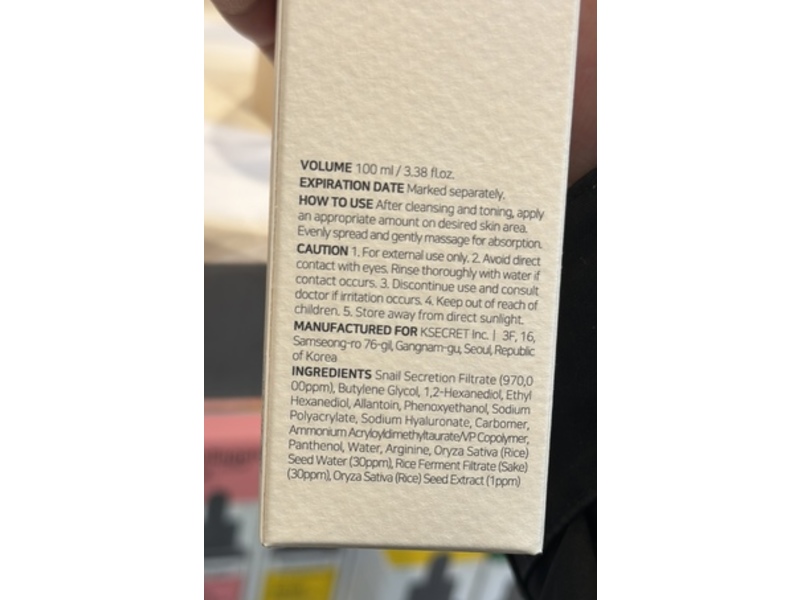 VOLUME 100 ml / 3.38 fl.oz.
EXPIRATION DATE Marked separately.
HOW TO USE After cleansing and toning, apply
an appropriate amount on desired skin area.
Evenly spread and gently massage for absorption.
CAUTION 1. For external use only. 2. Avoid direct
contact with eyes. Rinse thoroughly with water if
contact occurs. 3. Discontinue use and consult
doctor if irritation occurs. 4. Keep out of reach of
children. 5. Store away from direct sunlight.
MANUFACTURED FOR KSECRET Inc. | 3F, 16,
Samseong-ro 76-gil, Gangnam-gu, Seoul, Republic
of Korea
INGREDIENTS Snail Secretion Filtrate (970,0
00ppm), Butylene Glycol, 1,2-Hexanediol, Ethyl
Hexanediol, Allantoin, Phenoxyethanol, Sodium
Polyacrylate, Sodium Hyaluronate, Carbomer,
Ammonium Acryloyldimethyltaurate/VP Copolymer,
Panthenol, Water, Arginine, Oryza Sativa (Rice)
Seed Water (30ppm), Rice Ferment Filtrate (Sake)
(30ppm), Oryza Sativa (Rice) Seed Extract (1ppm)